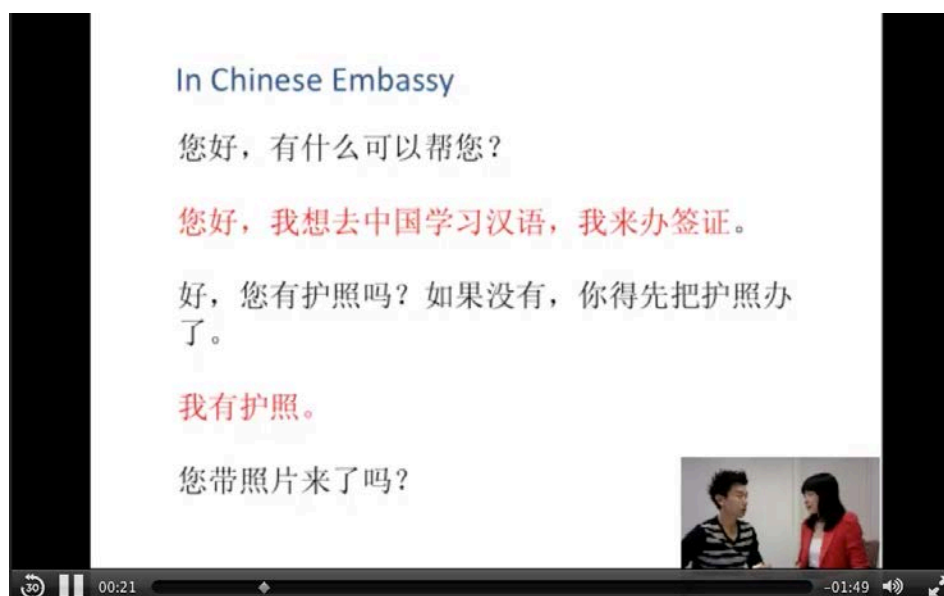 In Chinese Embassy
您好，有什么可以帮您？
您好，我想去中国学习汉语，我来办签证。
好，您有护照吗？如果没有，你得先把护照办
了。
我有护照。
您带照片来了吗？
30 00:21 -01:49